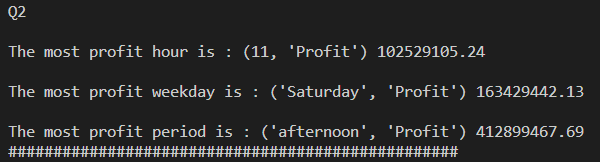 Q2
The most profit hour is : (11, 'Profit') 102529105.24
The most profit weekday is : ('Saturday', 'Profit') 163429442.13
The most profit period is : ('afternoon', 'Profit') 412899467.69
##################################################